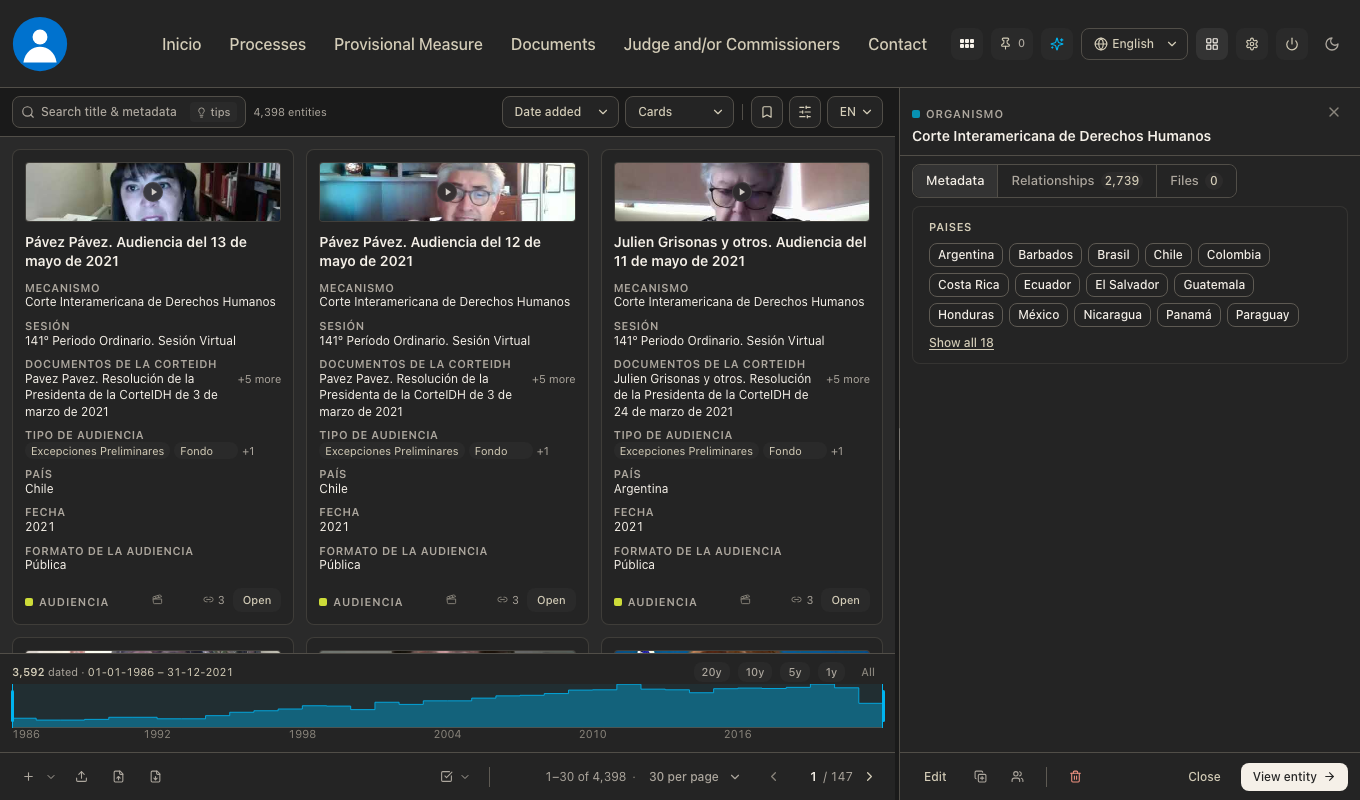 Inicio Processes Provisional Measure Documents Judge and/or Commissioners Contact 0 English
Search title & metadata tips 4,398 entities Date added Cards EN
Pávez Pávez. Audiencia del 13 de
mayo de 2021
MECANISMO
Corte Interamericana de Derechos Humanos
SESIÓN
141° Periodo Ordinario. Sesión Virtual
DOCUMENTOS DE LA CORTEIDH
Pavez Pavez. Resolución de la +5 more
Presidenta de la CorteIDH de 3 de
marzo de 2021
TIPO DE AUDIENCIA
Excepciones Preliminares Fondo +1
PAÍS
Chile
FECHA
2021
FORMATO DE LA AUDIENCIA
Pública
AUDIENCIA 3 Open
Pávez Pávez. Audiencia del 12 de
mayo de 2021
MECANISMO
Corte Interamericana de Derechos Humanos
SESIÓN
141° Período Ordinario. Sesión Virtual
DOCUMENTOS DE LA CORTEIDH
Pavez Pavez. Resolución de la +5 more
Presidenta de la CorteIDH de 3 de
marzo de 2021
TIPO DE AUDIENCIA
Excepciones Preliminares Fondo +1
PAÍS
Chile
FECHA
2021
FORMATO DE LA AUDIENCIA
Pública
AUDIENCIA 3 Open
Julien Grisonas y otros. Audiencia del
11 de mayo de 2021
MECANISMO
Corte Interamericana de Derechos Humanos
SESIÓN
141° Periodo Ordinario. Sesión Virtual
DOCUMENTOS DE LA CORTEIDH
Julien Grisonas y otros. Resolución +5 more
de la Presidenta de la CorteIDH de
24 de marzo de 2021
TIPO DE AUDIENCIA
Excepciones Preliminares Fondo +1
PAÍS
Argentina
FECHA
2021
FORMATO DE LA AUDIENCIA
Pública
AUDIENCIA 3 Open
3,592 dated · 01-01-1986 – 31-12-2021 20y 10y 5y 1y All
1986 1992 1998 2004 2010 2016
1–30 of 4,398 · 30 per page 1 / 147
ORGANISMO
Corte Interamericana de Derechos Humanos
Metadata Relationships 2,739 Files 0
PAISES
Argentina Barbados Brasil Chile Colombia
Costa Rica Ecuador El Salvador Guatemala
Honduras México Nicaragua Panamá Paraguay
Show all 18
Edit Close View entity